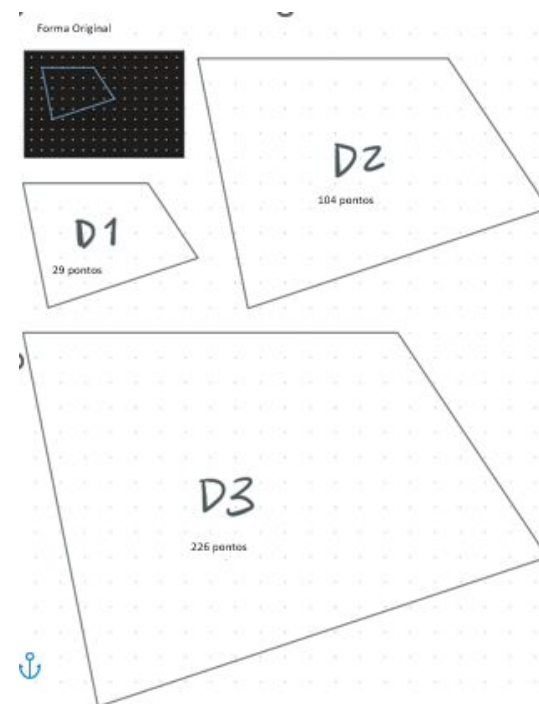 Forma Original
D2
104 pontos
D1
29 pontos
D3
226 pontos